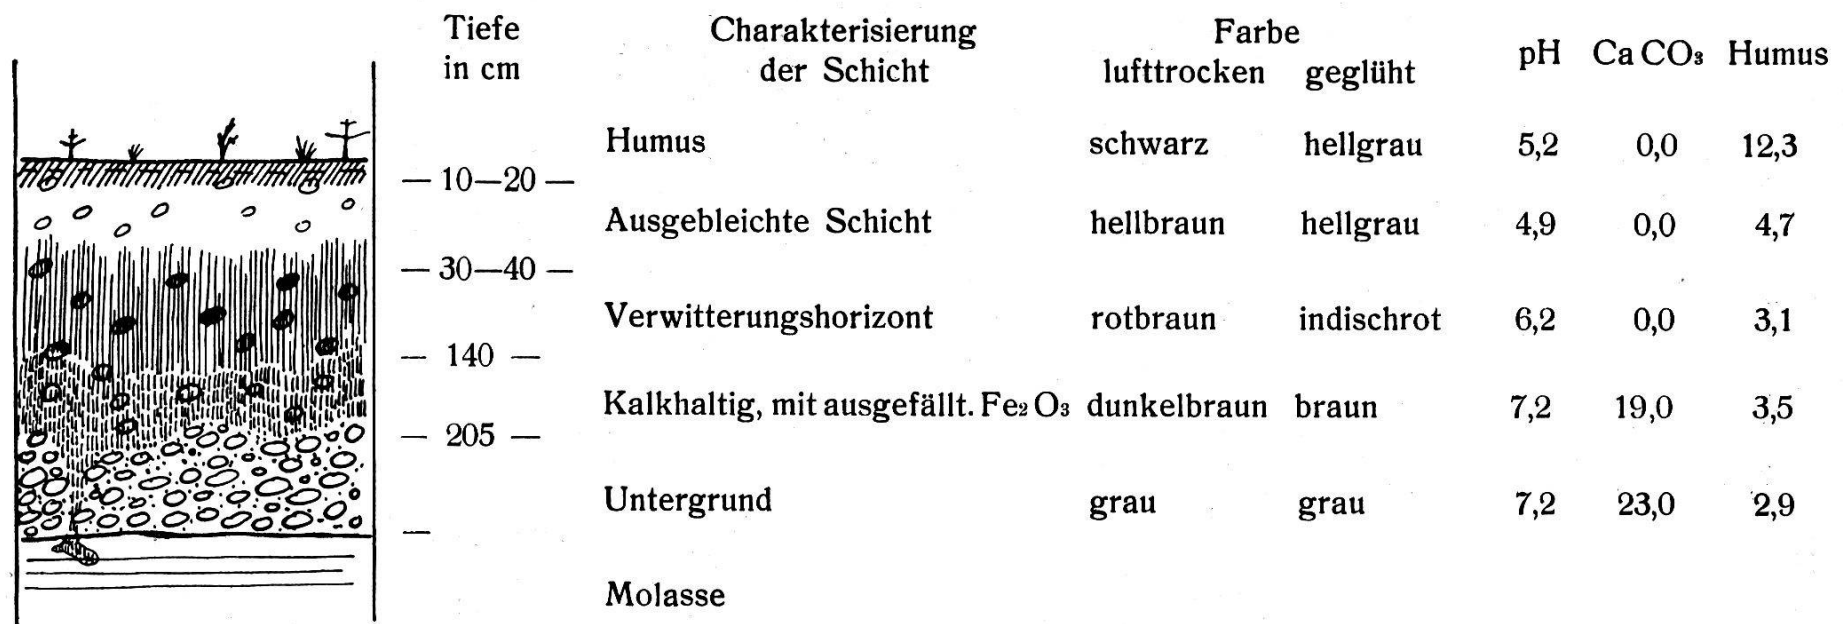 Tiefe Charakterisierung Farbe
in cm der Schicht lufttrocken geglüht pH CaCO₃ Humus
Humus schwarz hellgrau 5,2 0,0 12,3
— 10—20 —
Ausgebleichte Schicht hellbraun hellgrau 4,9 0,0 4,7
— 30—40 —
Verwitterungshorizont rotbraun indischrot 6,2 0,0 3,1
— 140 —
Kalkhaltig, mit ausgefällt. Fe₂O₃ dunkelbraun braun 7,2 19,0 3,5
— 205 —
Untergrund grau grau 7,2 23,0 2,9
—
Molasse